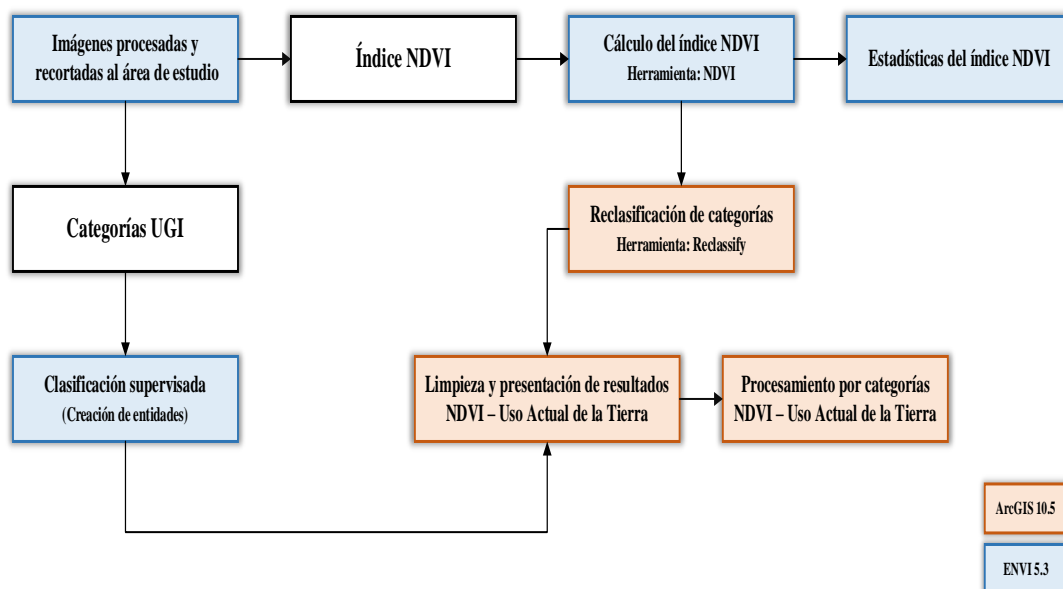 Imágenes procesadas y
recortadas al área de estudio
Índice NDVI
Cálculo del índice NDVI
Herramienta: NDVI
Estadísticas del índice NDVI
Categorías UGI
Reclasificación de categorías
Herramienta: Reclassify
Clasificación supervisada
(Creación de entidades)
Limpieza y presentación de resultados
NDVI – Uso Actual de la Tierra
Procesamiento por categorías
NDVI – Uso Actual de la Tierra
ArcGIS 10.5
ENVI 5.3